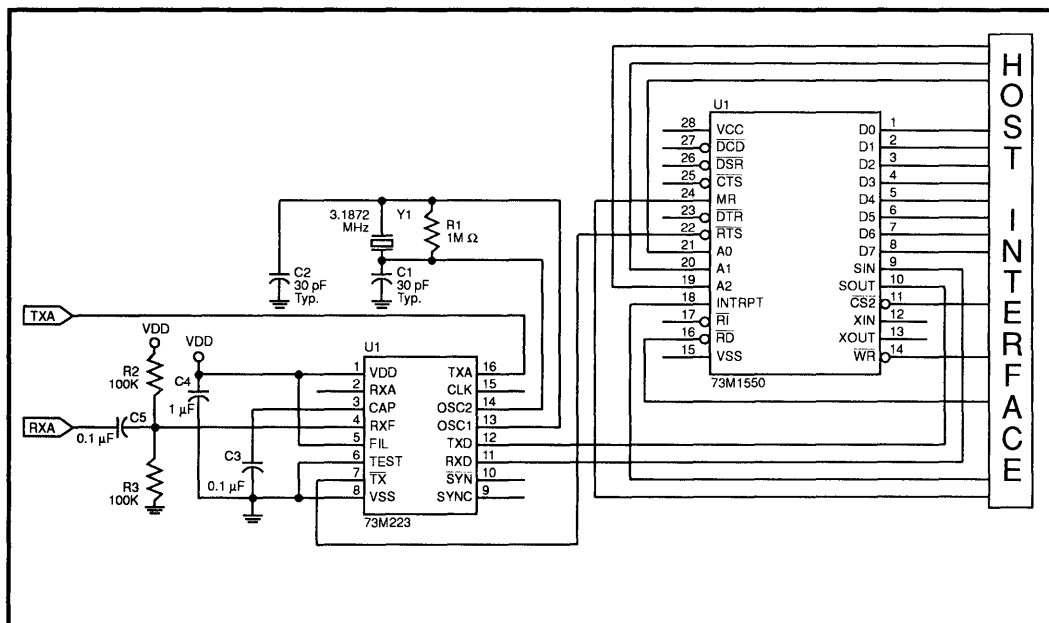 HOST INTERFACE
U1
28 VCC D0 1
27 DCD D1 2
26 DSR D2 3
25 CTS D3 4
24 MR D4 5
23 DTR D5 6
22 RTS D6 7
21 A0 D7 8
20 A1 SIN 9
19 A2 SOUT 10
18 INTRPT CS2 11
17 RI XIN 12
16 RD XOUT 13
15 VSS WR 14
73M1550
3.1872 MHz
Y1
R1
1M Ω
C2
30 pF
Typ.
C1
30 pF
Typ.
TXA
VDD
VDD
R2
100K
C4
1 µF
RXA
C5
0.1 µF
R3
100K
C3
0.1 µF
U1
1 VDD TXA 16
2 RXA CLK 15
3 CAP OSC2 14
4 RXF OSC1 13
5 FIL TXD 12
6 TEST RXD 11
7 TX SYN 10
8 VSS SYNC 9
73M223